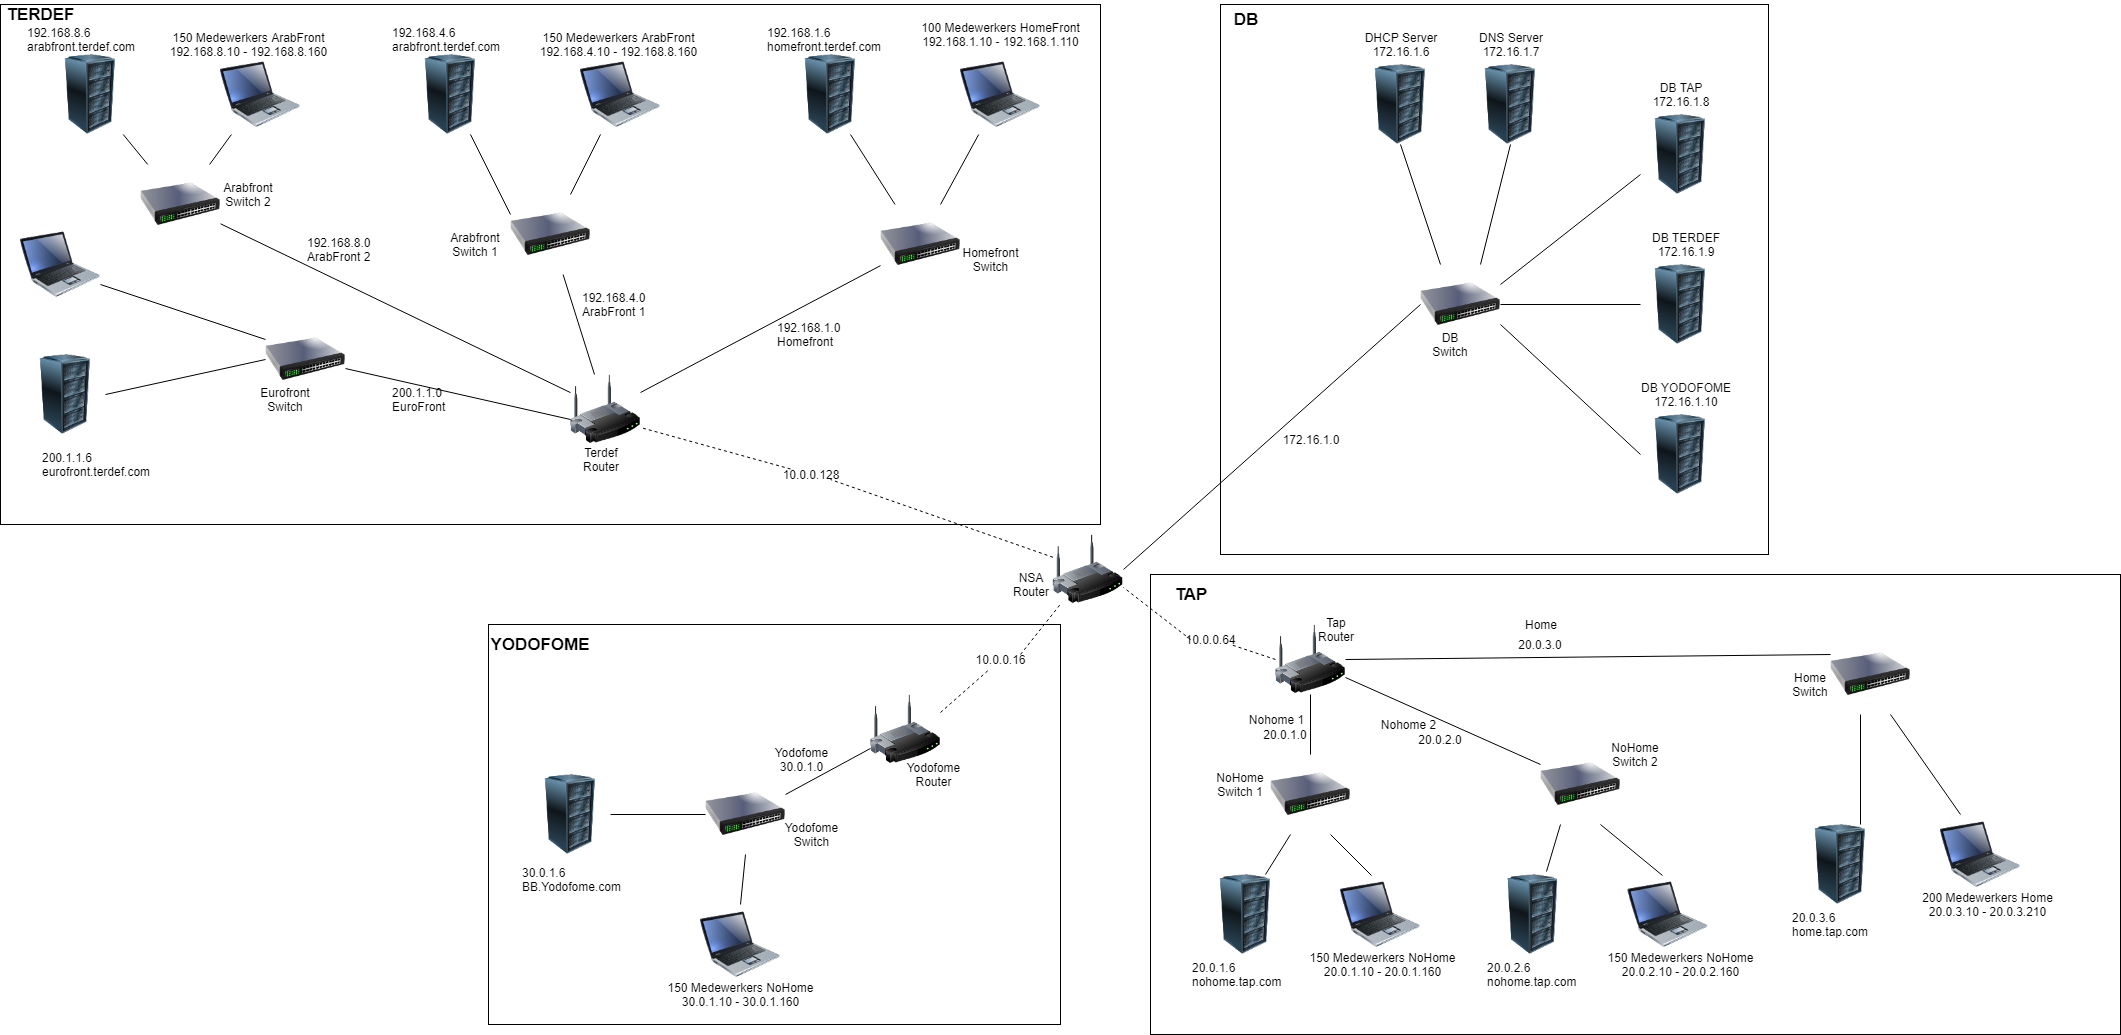 TERDEF
192.168.8.6
arabfront.terdef.com
150 Medewerkers ArabFront
192.168.8.10 - 192.168.8.160
192.168.4.6
arabfront.terdef.com
150 Medewerkers ArabFront
192.168.4.10 - 192.168.8.160
192.168.1.6
homefront.terdef.com
100 Medewerkers HomeFront
192.168.1.10 - 192.168.1.110
Arabfront
Switch 2
Arabfront
Switch 1
Homefront
Switch
192.168.8.0
ArabFront 2
192.168.4.0
ArabFront 1
192.168.1.0
Homefront
Eurofront
Switch
200.1.1.0
EuroFront
200.1.1.6
eurofront.terdef.com
Terdef
Router
10.0.0.128
DB
DHCP Server
172.16.1.6
DNS Server
172.16.1.7
DB TAP
172.16.1.8
DB TERDEF
172.16.1.9
DB
Switch
DB YODOFOME
172.16.1.10
172.16.1.0
NSA
Router
10.0.0.16
10.0.0.64
YODOFOME
Yodofome
30.0.1.0
Yodofome
Router
Yodofome
Switch
30.0.1.6
BB.Yodofome.com
150 Medewerkers NoHome
30.0.1.10 - 30.0.1.160
TAP
Tap
Router
Home
20.0.3.0
Home
Switch
Nohome 1
20.0.1.0
Nohome 2
20.0.2.0
NoHome
Switch 1
NoHome
Switch 2
20.0.1.6
nohome.tap.com
150 Medewerkers NoHome
20.0.1.10 - 20.0.1.160
20.0.2.6
nohome.tap.com
150 Medewerkers NoHome
20.0.2.10 - 20.0.2.160
20.0.3.6
home.tap.com
200 Medewerkers Home
20.0.3.10 - 20.0.3.210